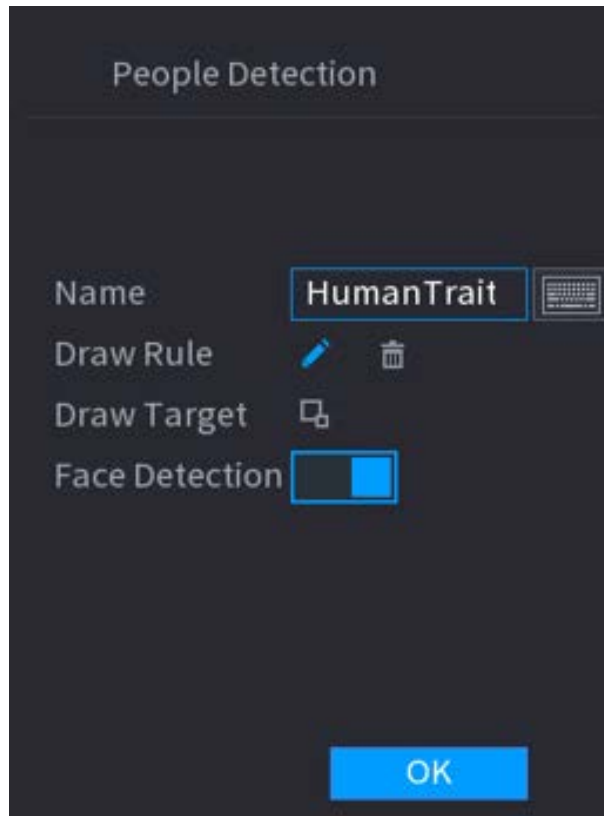 People Detection
Name HumanTrait
Draw Rule
Draw Target
Face Detection
OK